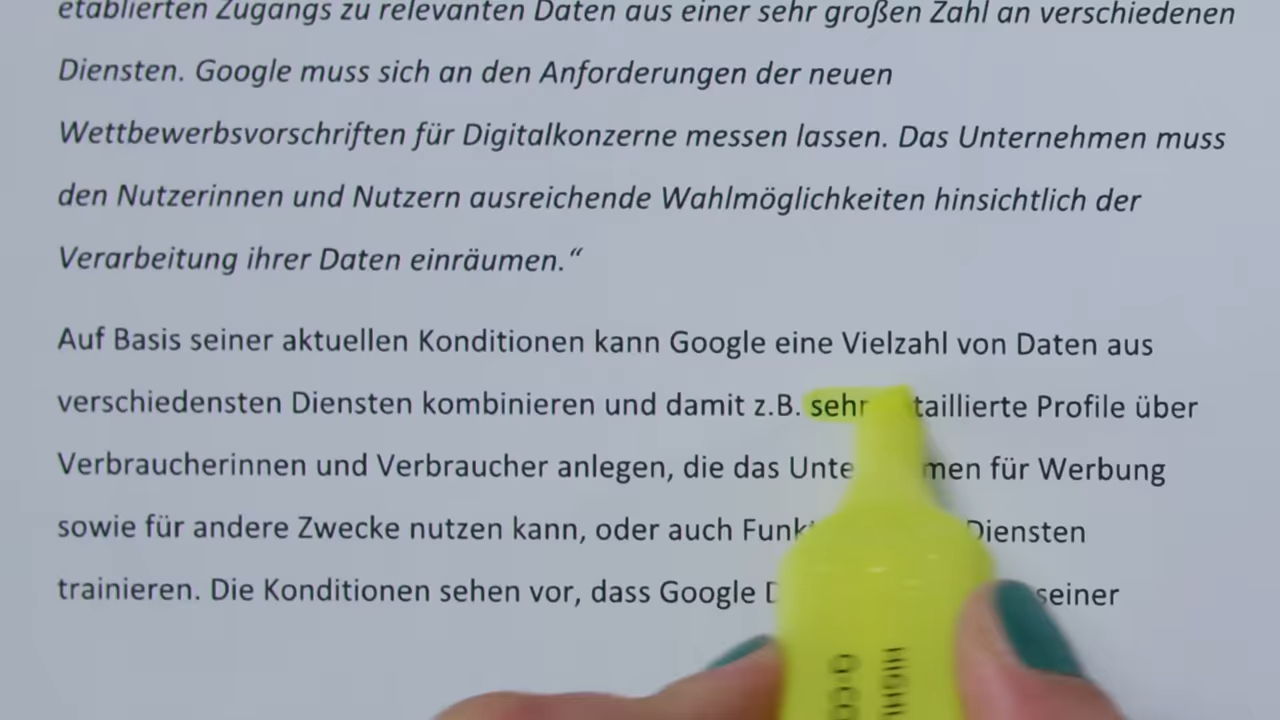 etablierten Zugangs zu relevanten Daten aus einer sehr großen Zahl an verschiedenen
Diensten. Google muss sich an den Anforderungen der neuen
Wettbewerbsvorschriften für Digitalkonzerne messen lassen. Das Unternehmen muss
den Nutzerinnen und Nutzern ausreichende Wahlmöglichkeiten hinsichtlich der
Verarbeitung ihrer Daten einräumen.“
Auf Basis seiner aktuellen Konditionen kann Google eine Vielzahl von Daten aus
verschiedensten Diensten kombinieren und damit z.B. sehr taillierte Profile über
Verbraucherinnen und Verbraucher anlegen, die das Unte men für Werbung
sowie für andere Zwecke nutzen kann, oder auch Funk Diensten
trainieren. Die Konditionen sehen vor, dass Google seiner